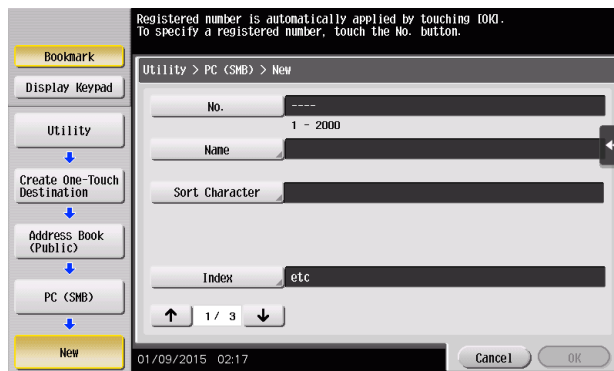 Registered number is automatically applied by touching [OK].
To specify a registered number, touch the No. button.
Bookmark
Display Keypad
Utility
Create One-Touch
Destination
Address Book
(Public)
PC (SMB)
New
Utility > PC (SMB) > New
No.
----
1 - 2000
Name
Sort Character
Index
etc
↑ 1/ 3 ↓
01/09/2015 02:17
Cancel
OK